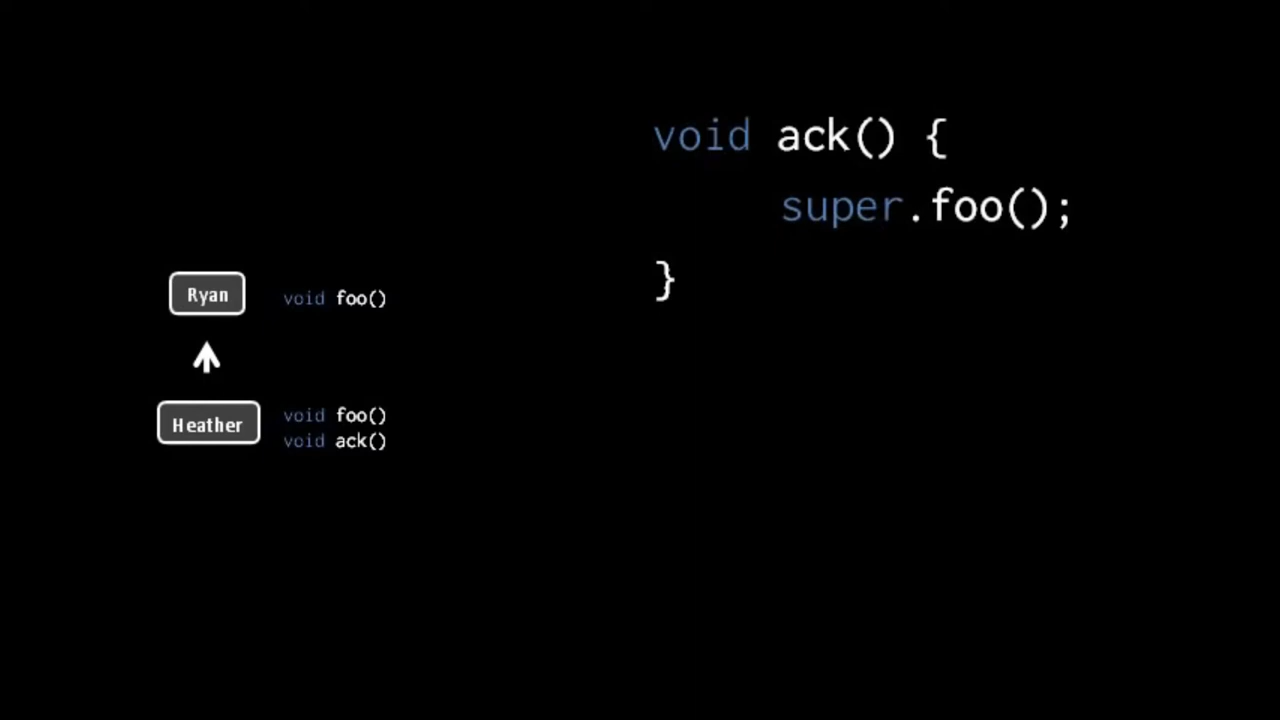 void ack() {
super.foo();
}
Ryan void foo()
Heather void foo()
void ack()